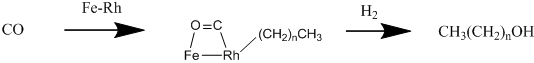 CO
Fe-Rh
O=C
Fe
Rh
(CH₂)ₙCH₃
H₂
CH₃(CH₂)ₙOH